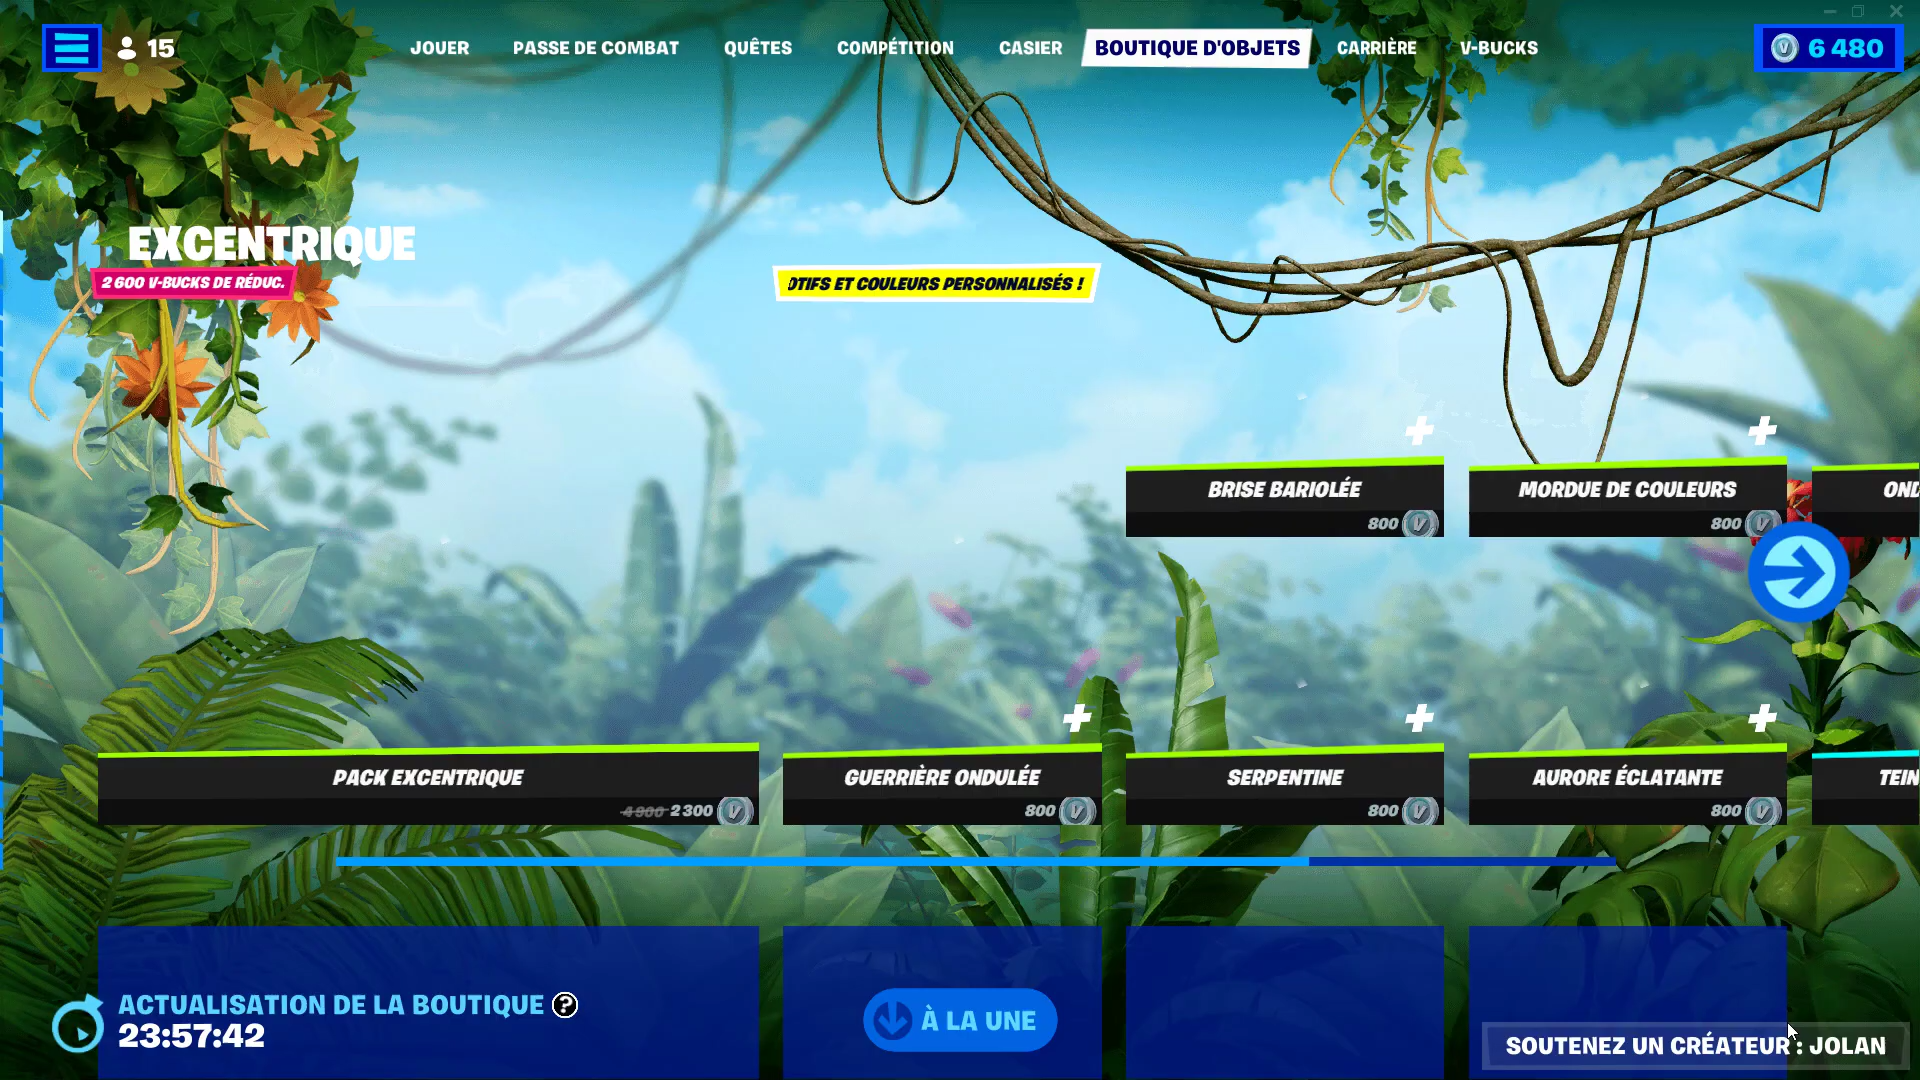 15
JOUER
PASSE DE COMBAT
QUÊTES
COMPÉTITION
CASIER
BOUTIQUE D'OBJETS
CARRIÈRE
V-BUCKS
6 480
EXCENTRIQUE
2 600 V-BUCKS DE RÉDUC.
OTIFS ET COULEURS PERSONNALISÉS !
BRISE BARIOLÉE
800
MORDUE DE COULEURS
800
OND
PACK EXCENTRIQUE
4 900 2 300
GUERRIÈRE ONDULÉE
800
SERPENTINE
800
AURORE ÉCLATANTE
800
TEIN
ACTUALISATION DE LA BOUTIQUE ?
23:57:42
À LA UNE
SOUTENEZ UN CRÉATEUR : JOLAN